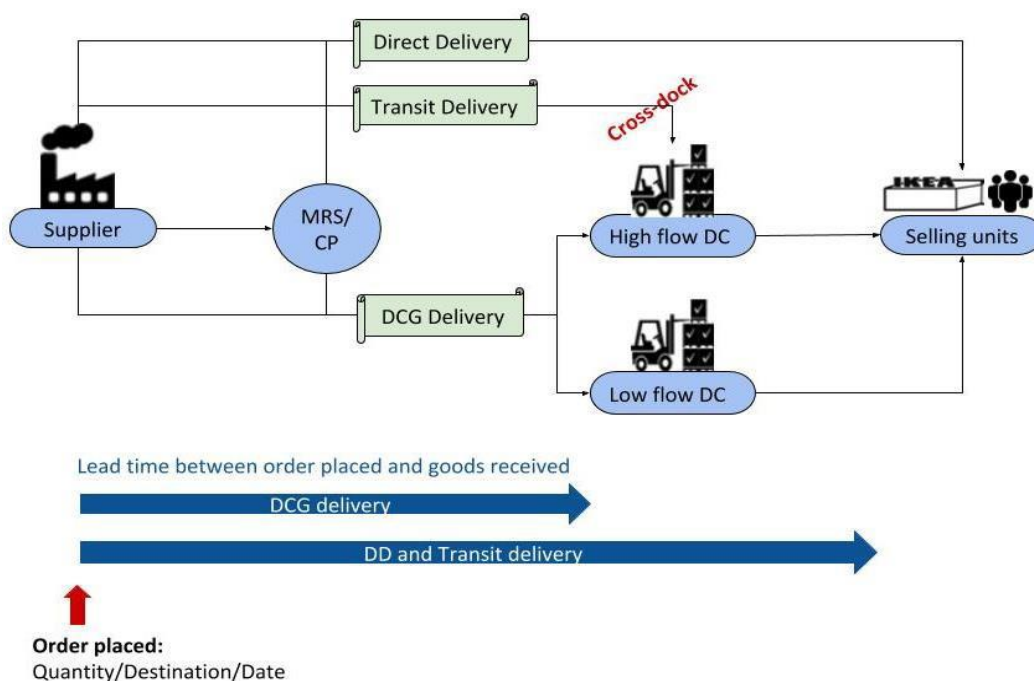 Direct Delivery
Transit Delivery
Cross-dock
IKEA
Supplier
MRS/
CP
High flow DC
Selling units
DCG Delivery
Low flow DC
Lead time between order placed and goods received
DCG delivery
DD and Transit delivery
Order placed:
Quantity/Destination/Date